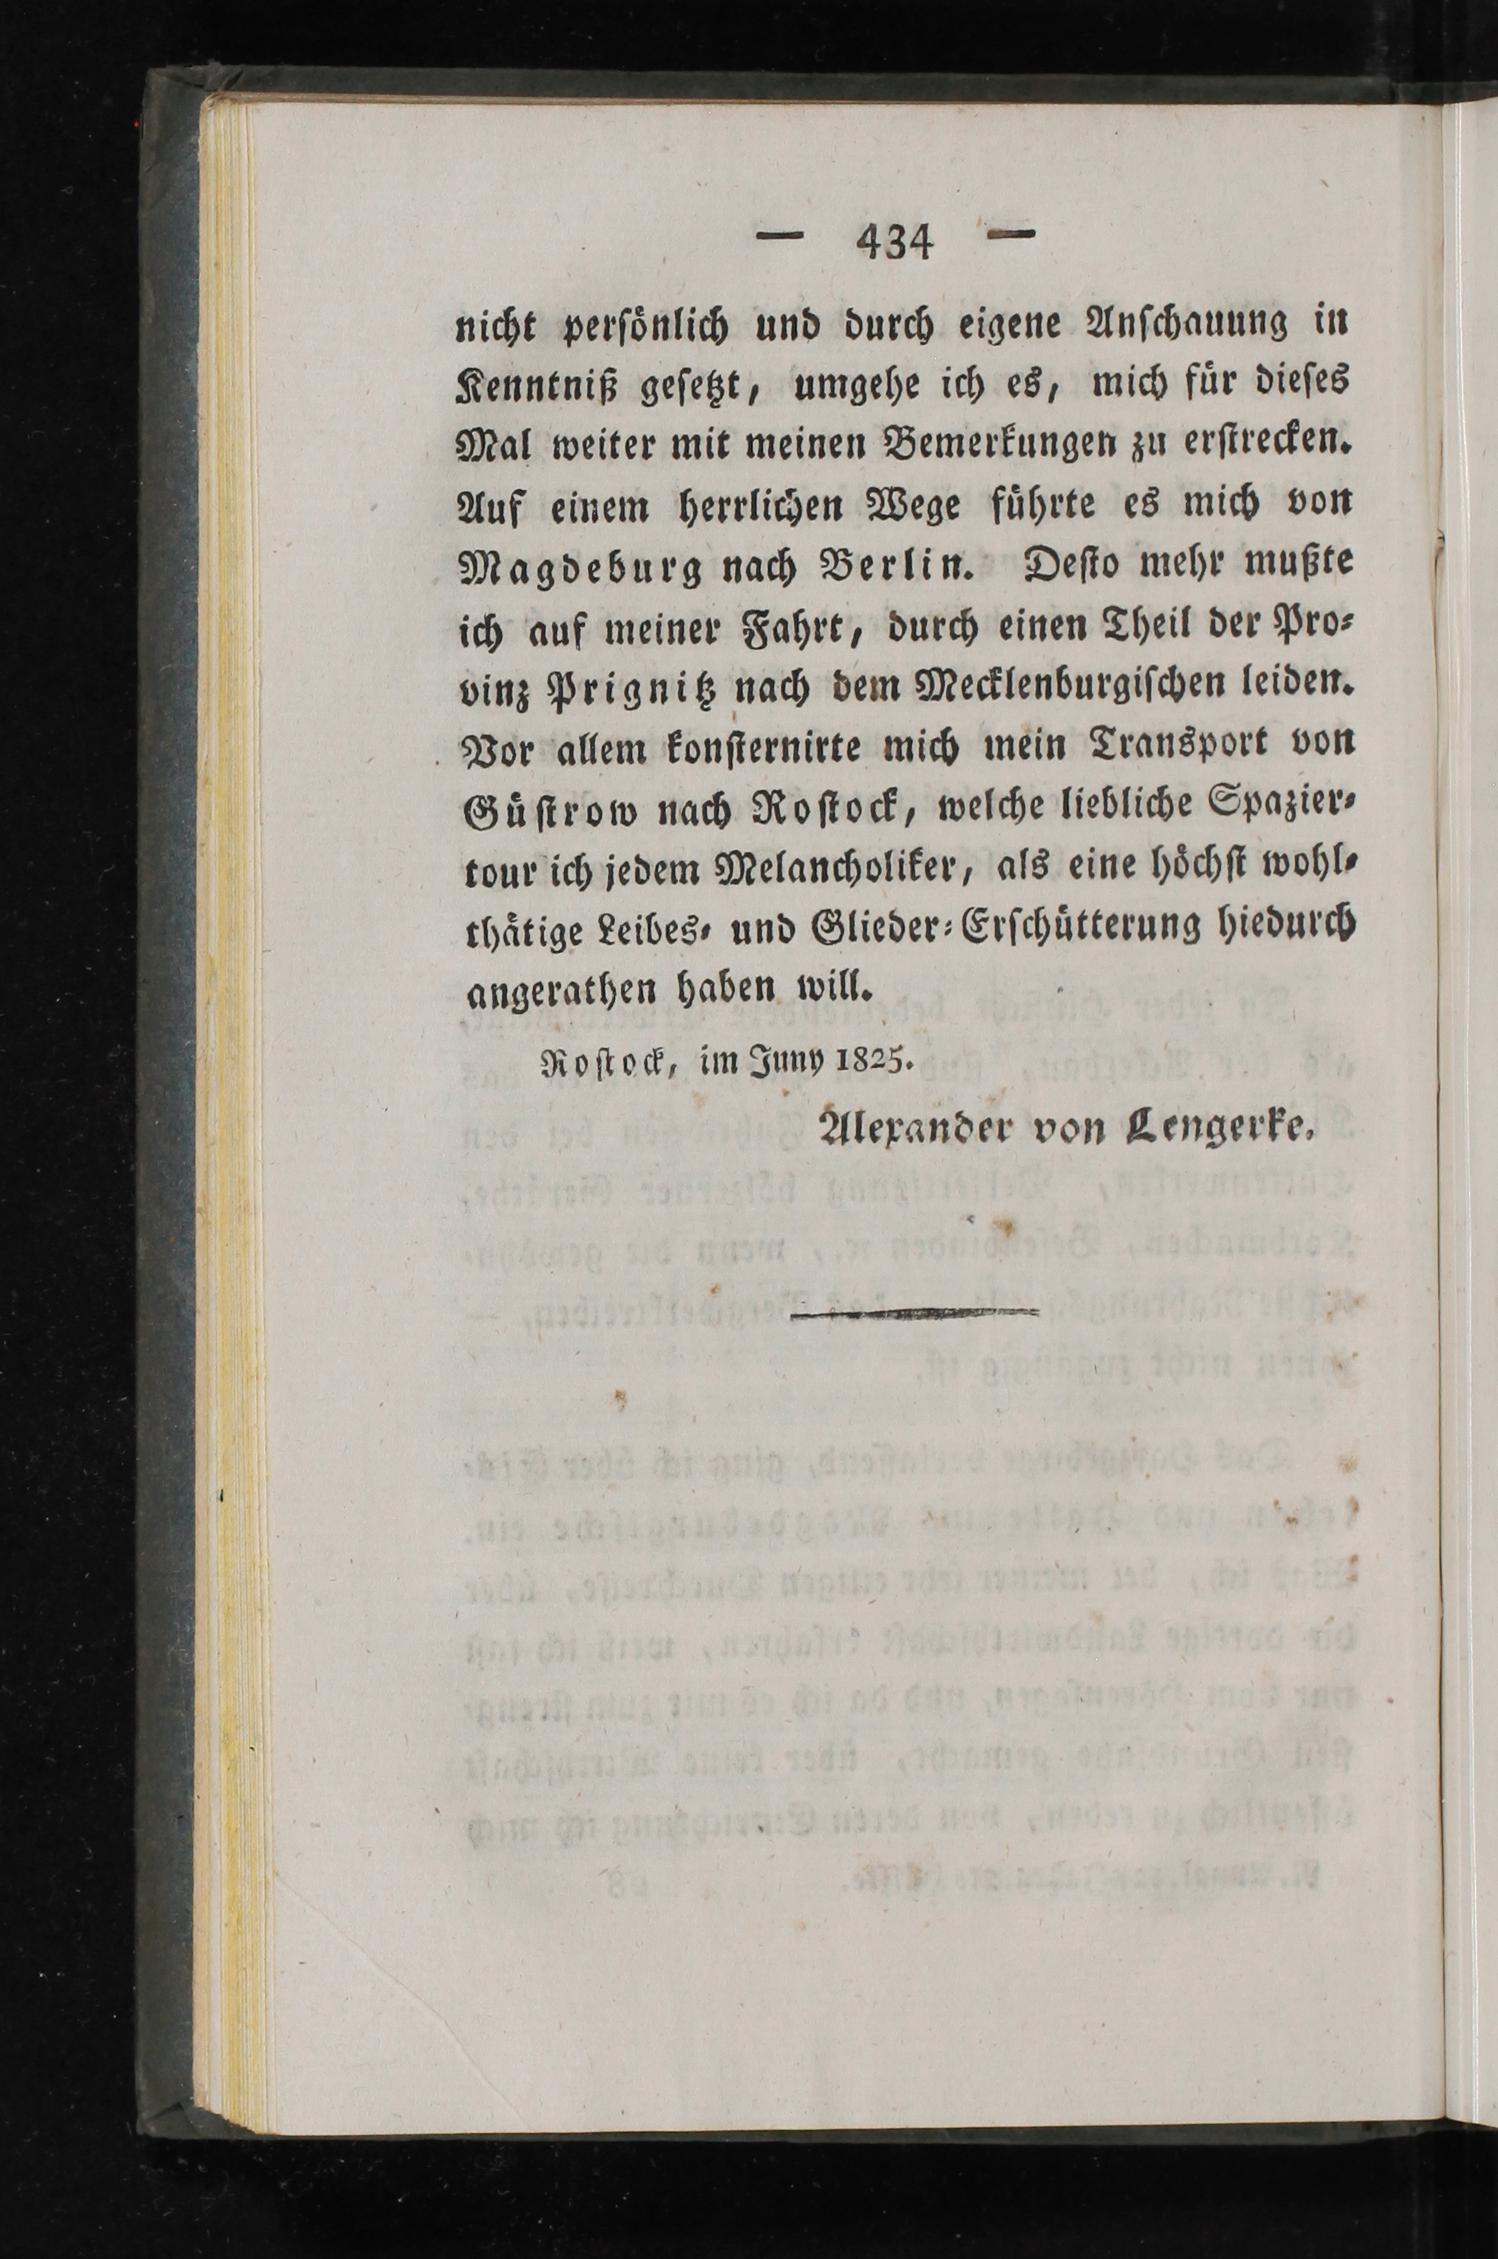 — 434 —
nicht persönlich und durch eigene Anschauung in
Kenntniß gesetzt, umgehe ich es, mich für dieses
Mal weiter mit meinen Bemerkungen zu erstrecken.
Auf einem herrlichen Wege führte es mich von
Magdeburg nach Berlin. Desto mehr mußte
ich auf meiner Fahrt, durch einen Theil der Pro-
vinz Prignitz nach dem Mecklenburgischen leiden.
Vor allem konsternirte mich mein Transport von
Güstrow nach Rostock, welche liebliche Spazier-
tour ich jedem Melancholiker, als eine höchst wohl-
thätige Leibes- und Glieder-Erschütterung hiedurch
angerathen haben will.
Rostock, im Juny 1825.
Alexander von Lengerke.